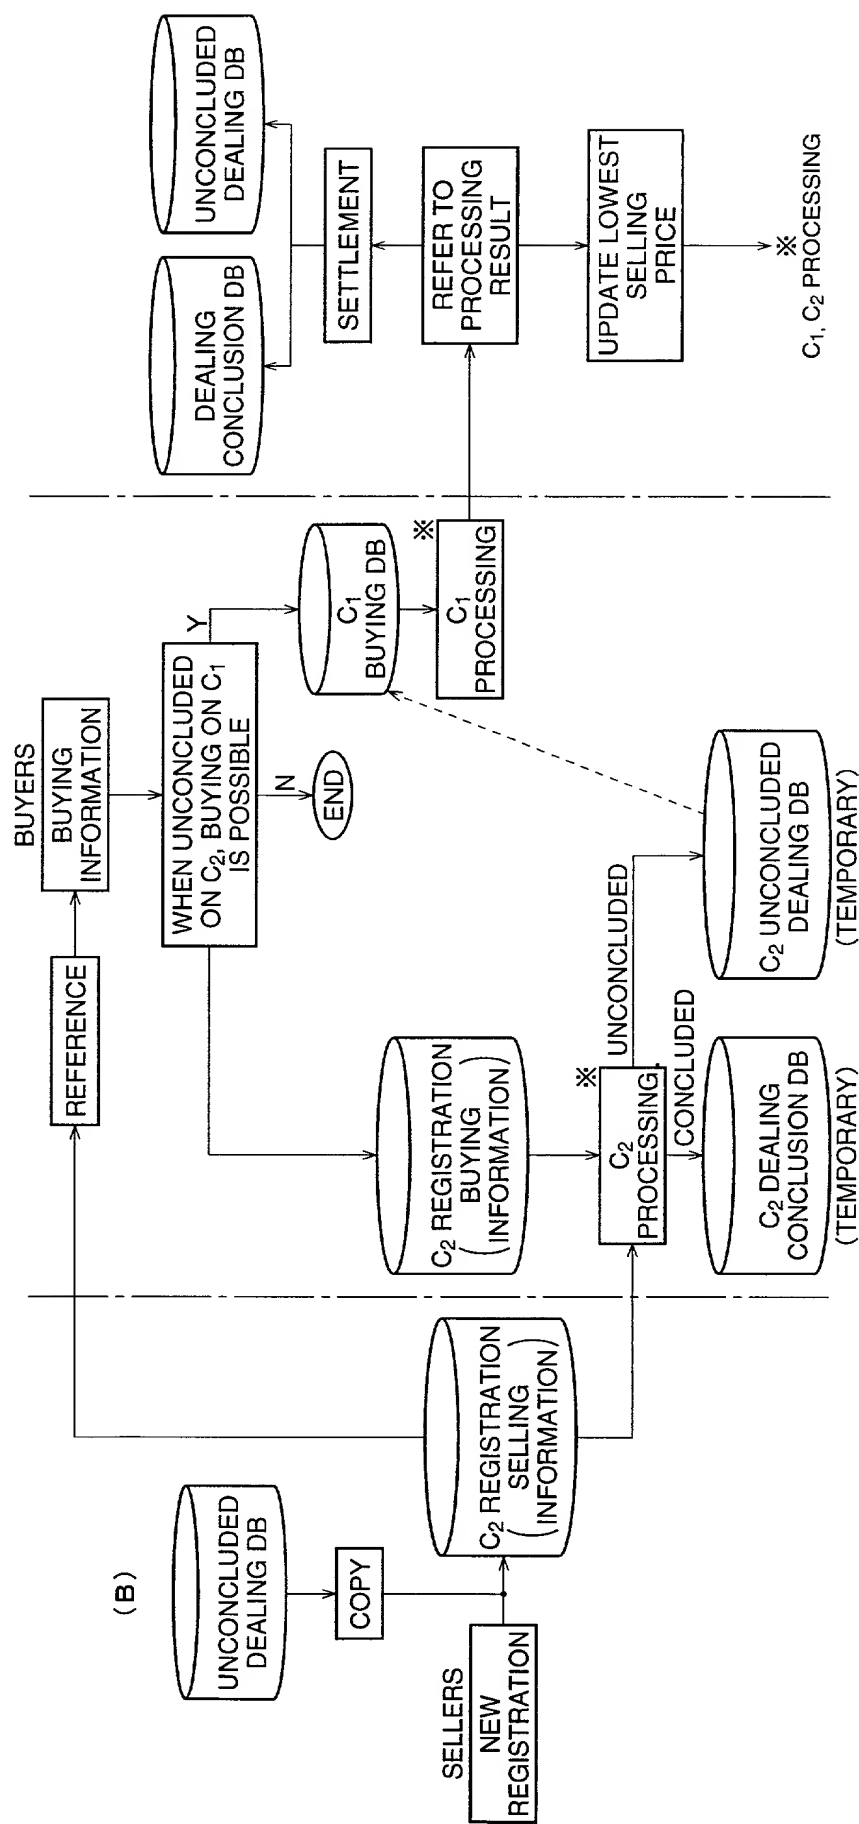 (B)
UNCONCLUDED
DEALING DB
COPY
SELLERS
NEW
REGISTRATION
C2 REGISTRATION
SELLING
(INFORMATION)
REFERENCE
BUYERS
BUYING
INFORMATION
WHEN UNCONCLUDED
ON C2, BUYING ON C1
IS POSSIBLE
Y
N
END
C2 REGISTRATION
BUYING
(INFORMATION)
C1
BUYING DB
※
C1
PROCESSING
※
C2
PROCESSING
UNCONCLUDED
CONCLUDED
C2 DEALING
CONCLUSION DB
(TEMPORARY)
C2 UNCONCLUDED
DEALING DB
(TEMPORARY)
DEALING
CONCLUSION DB
UNCONCLUDED
DEALING DB
SETTLEMENT
REFER TO
PROCESSING
RESULT
UPDATE LOWEST
SELLING
PRICE
※
C1, C2 PROCESSING